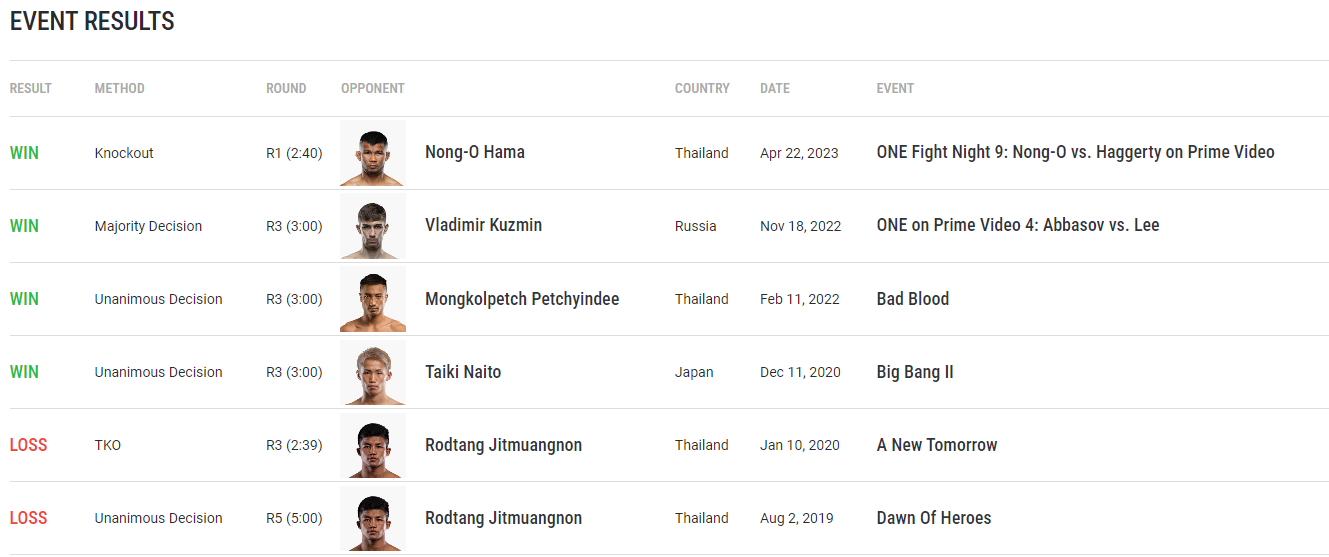 EVENT RESULTS
RESULT METHOD ROUND OPPONENT COUNTRY DATE EVENT
WIN Knockout R1 (2:40) Nong-O Hama Thailand Apr 22, 2023 ONE Fight Night 9: Nong-O vs. Haggerty on Prime Video
WIN Majority Decision R3 (3:00) Vladimir Kuzmin Russia Nov 18, 2022 ONE on Prime Video 4: Abbasov vs. Lee
WIN Unanimous Decision R3 (3:00) Mongkolpetch Petchyindee Thailand Feb 11, 2022 Bad Blood
WIN Unanimous Decision R3 (3:00) Taiki Naito Japan Dec 11, 2020 Big Bang II
LOSS TKO R3 (2:39) Rodtang Jitmuangnon Thailand Jan 10, 2020 A New Tomorrow
LOSS Unanimous Decision R5 (5:00) Rodtang Jitmuangnon Thailand Aug 2, 2019 Dawn Of Heroes